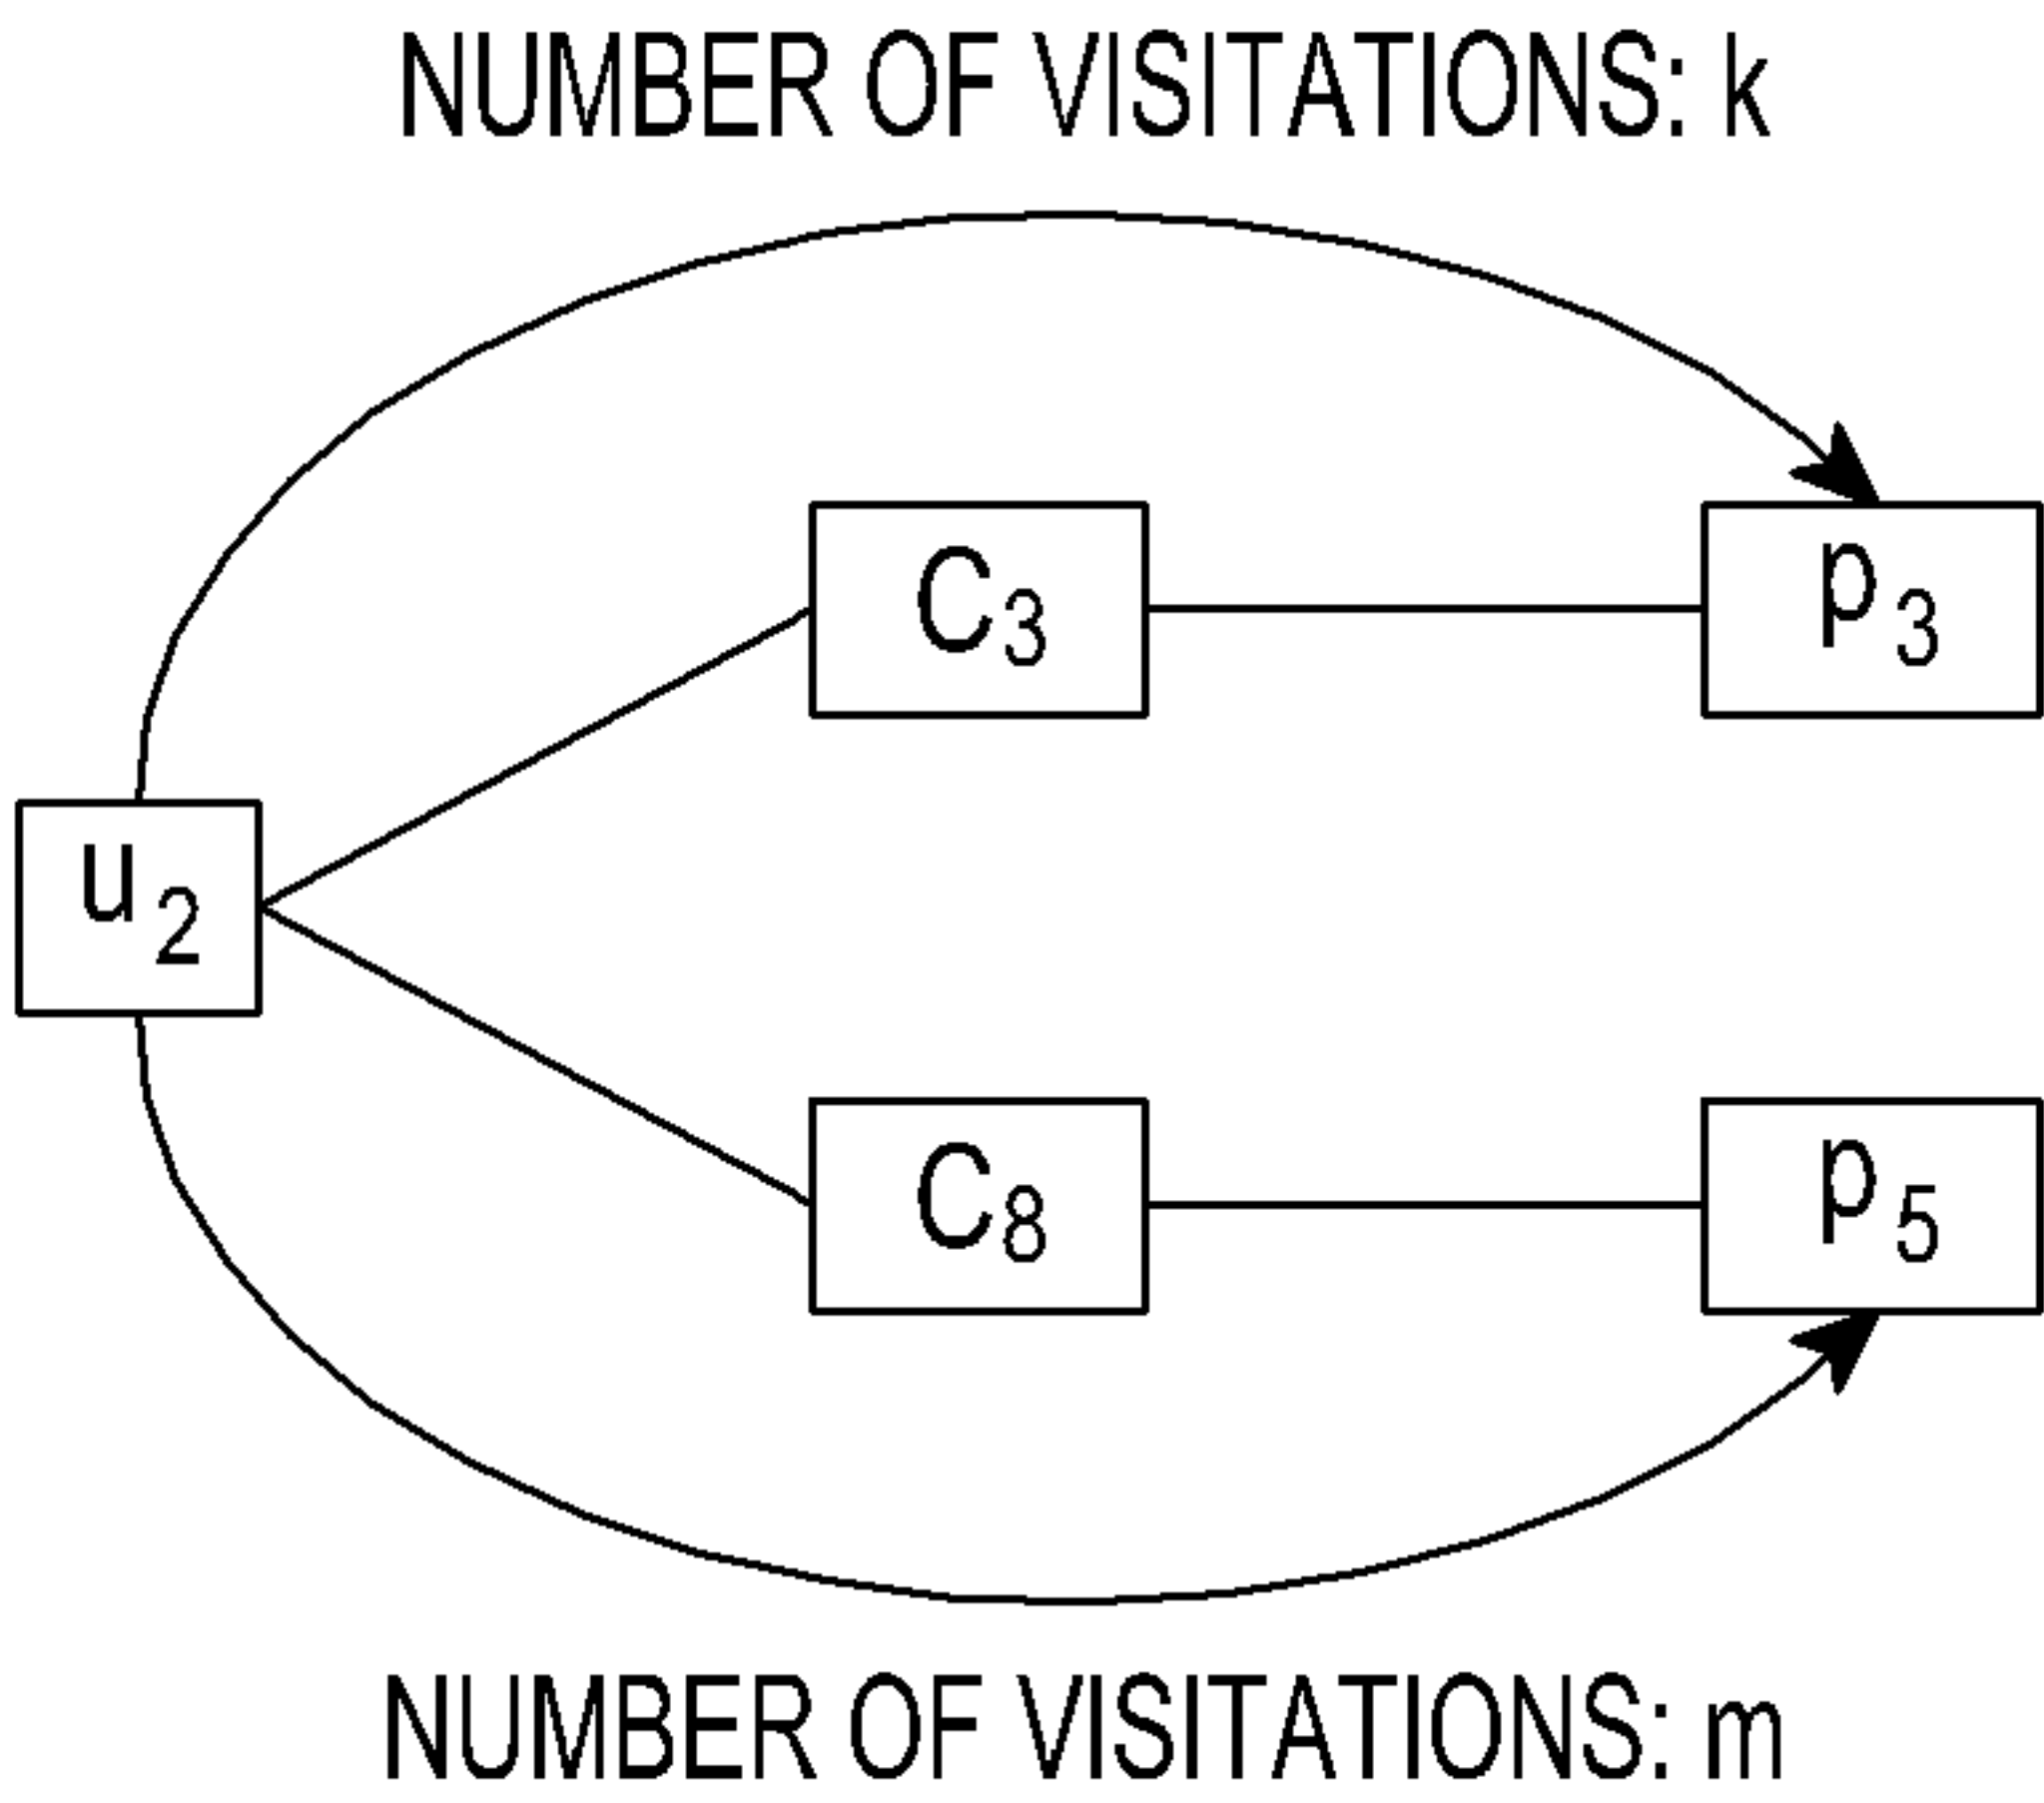 NUMBER OF VISITATIONS: k
C3
p3
u2
C8
p5
NUMBER OF VISITATIONS: m